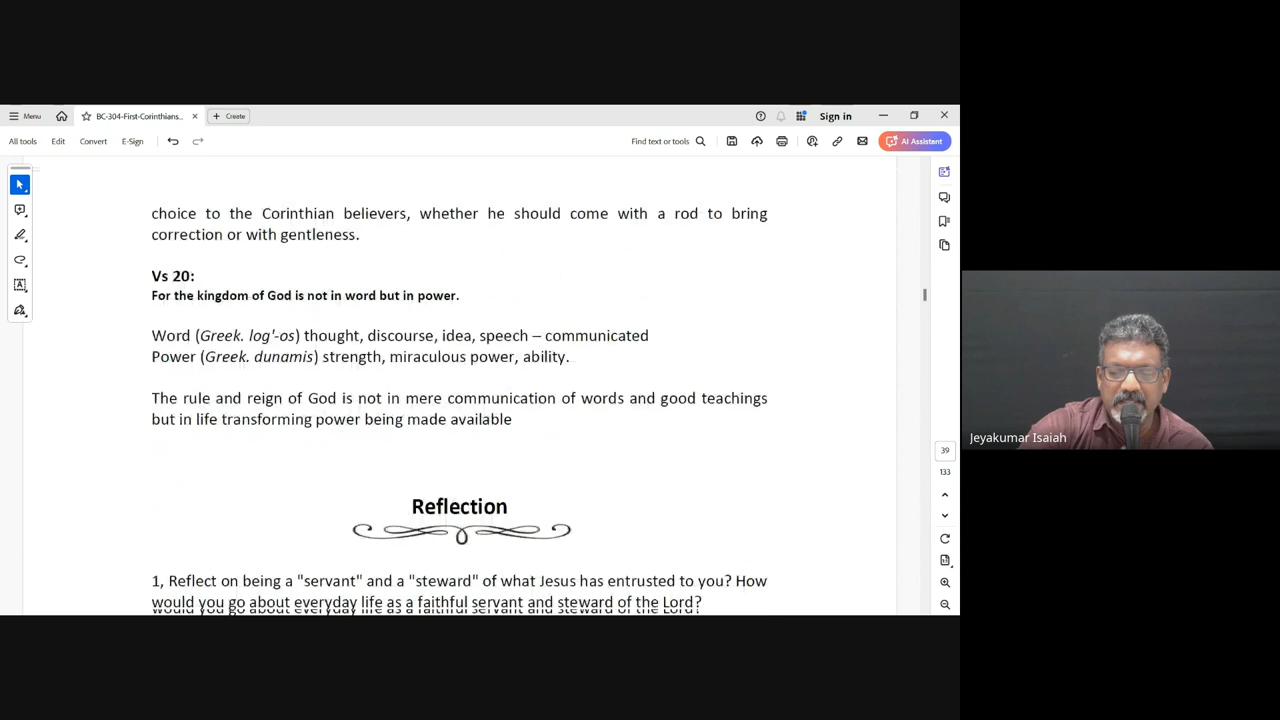 Menu
BC-304-First-Corinthians...
Create
Sign in
All tools
Edit
Convert
E-Sign
Find text or tools
AI Assistant
choice to the Corinthian believers, whether he should come with a rod to bring
correction or with gentleness.
Vs 20:
For the kingdom of God is not in word but in power.
Word (Greek. log'-os) thought, discourse, idea, speech – communicated
Power (Greek. dunamis) strength, miraculous power, ability.
The rule and reign of God is not in mere communication of words and good teachings
but in life transforming power being made available
Reflection
1, Reflect on being a "servant" and a "steward" of what Jesus has entrusted to you? How
would you go about everyday life as a faithful servant and steward of the Lord?
39
133
Jeyakumar Isaiah